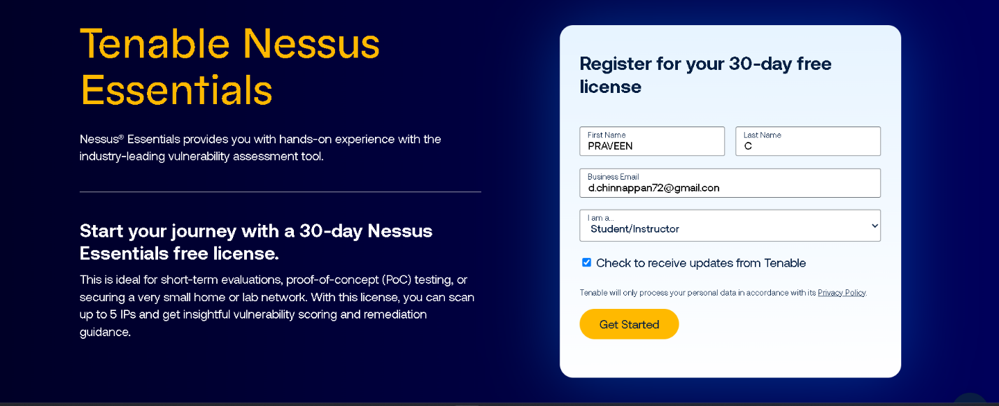 Tenable Nessus
Essentials
Nessus® Essentials provides you with hands-on experience with the
industry-leading vulnerability assessment tool.
Start your journey with a 30-day Nessus
Essentials free license.
This is ideal for short-term evaluations, proof-of-concept (PoC) testing, or
securing a very small home or lab network. With this license, you can scan
up to 5 IPs and get insightful vulnerability scoring and remediation
guidance.
Register for your 30-day free
license
First Name
PRAVEEN
Last Name
C
Business Email
d.chinnappan72@gmail.con
I am a...
Student/Instructor
Check to receive updates from Tenable
Tenable will only process your personal data in accordance with its Privacy Policy.
Get Started